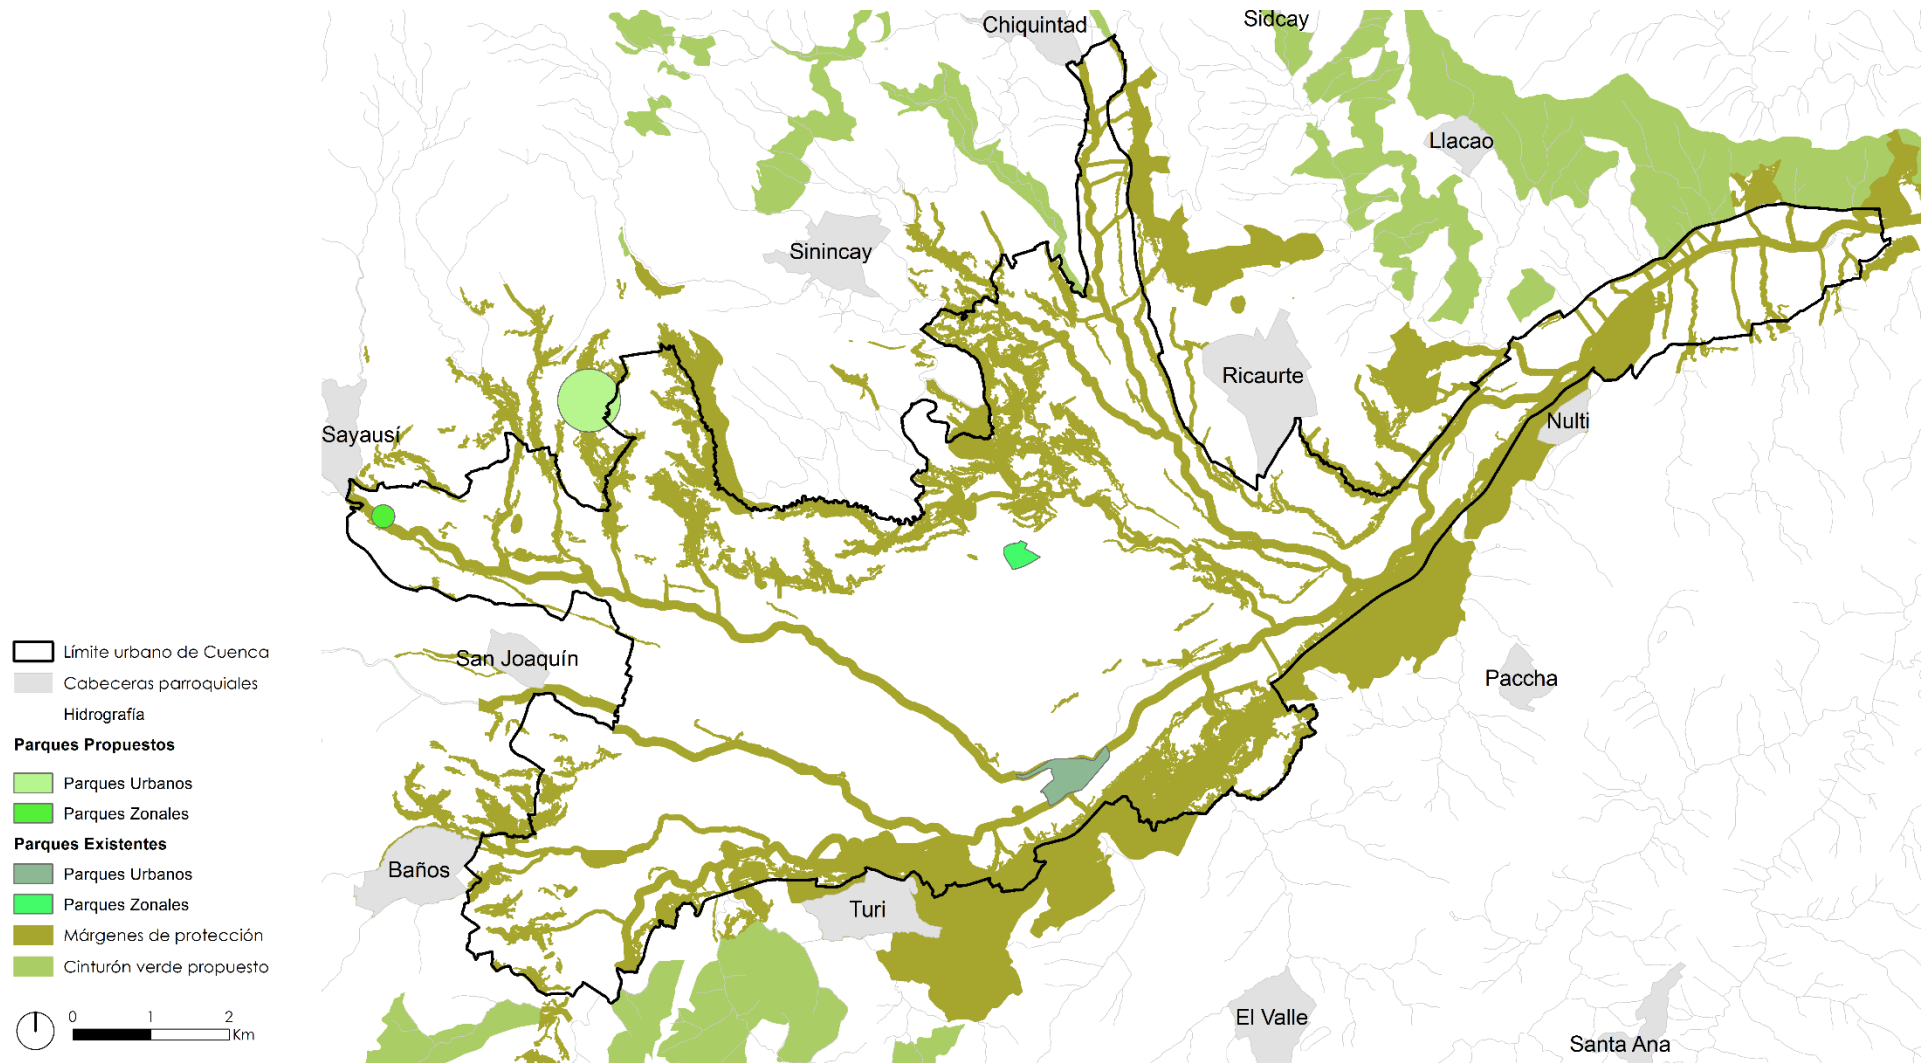 Chiquintad
Sidcay
Llacao
Sinincay
Ricaurte
Nulti
Sayausí
San Joaquín
Paccha
Baños
Turi
El Valle
Santa Ana
Límite urbano de Cuenca
Cabeceras parroquiales
Hidrografía
Parques Propuestos
Parques Urbanos
Parques Zonales
Parques Existentes
Parques Urbanos
Parques Zonales
Márgenes de protección
Cinturón verde propuesto
0 1 2
Km